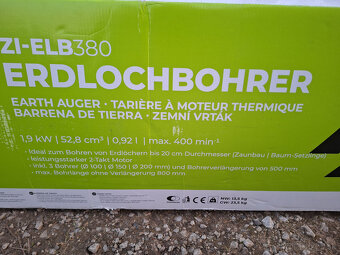 ZI-ELB380
ERDLOCHBOHRER
EARTH AUGER · TARIÈRE À MOTEUR THERMIQUE
BARRENA DE TIERRA · ZEMNÍ VRTÁK
1,9 kW | 52,8 cm³ | 0,92 l | max. 400 min⁻¹
· Ideal zum Bohren von Erdlöchern bis 20 cm Durchmesser (Zaunbau / Baum-Setzlinge)
· leistungsstarker 2-Takt Motor
· inkl. 3 Bohrer (Ø 100 | Ø 150 | Ø 200 mm) und Bohrerverlängerung von 500 mm
· max. Bohrlänge ohne Verlängerung 800 mm